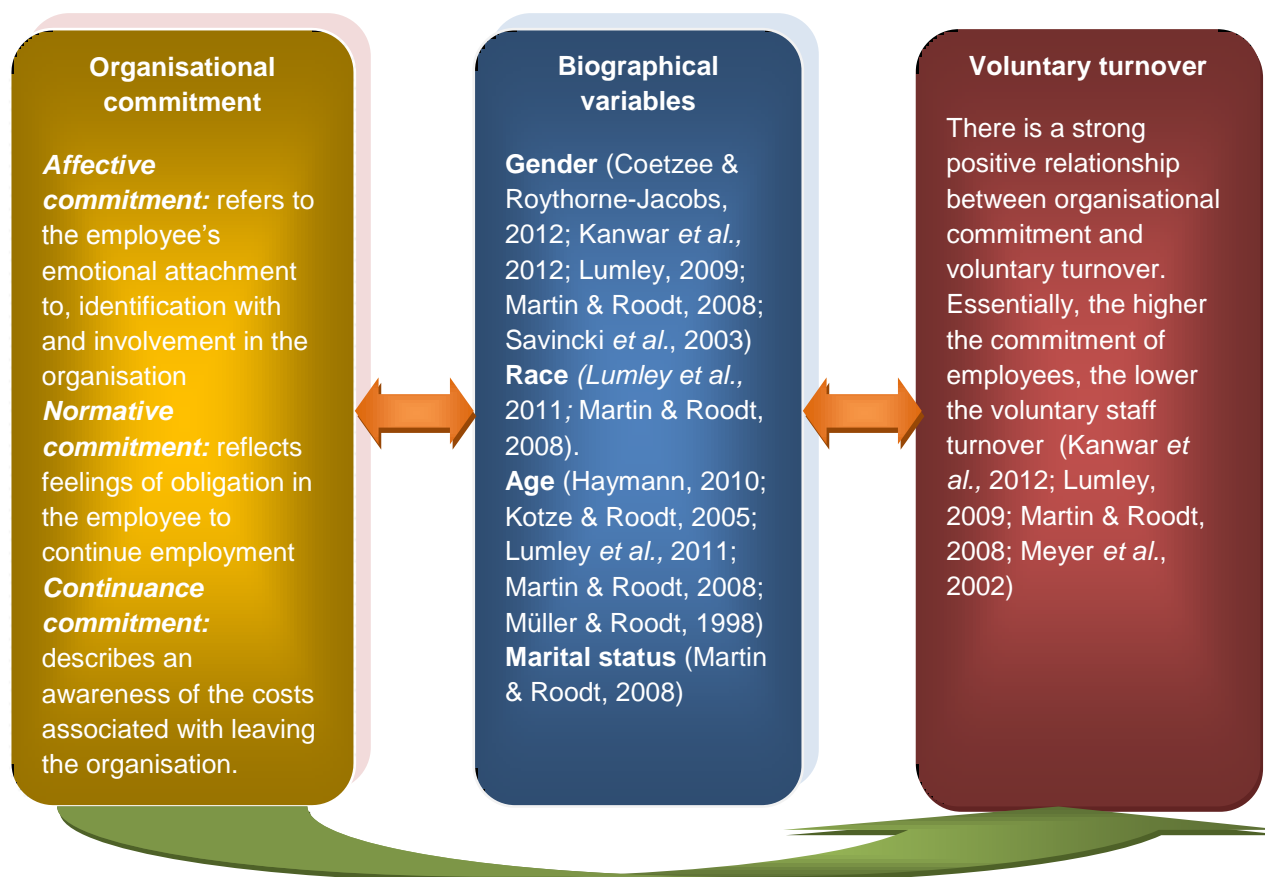 Organisational
commitment
Affective
commitment: refers to
the employee's
emotional attachment
to, identification with
and involvement in the
organisation
Normative
commitment: reflects
feelings of obligation in
the employee to
continue employment
Continuance
commitment:
describes an
awareness of the costs
associated with leaving
the organisation.
Biographical
variables
Gender (Coetzee &
Roythorne-Jacobs,
2012; Kanwar et al.,
2012; Lumley, 2009;
Martin & Roodt, 2008;
Savincki et al., 2003)
Race (Lumley et al.,
2011; Martin & Roodt,
2008).
Age (Haymann, 2010;
Kotze & Roodt, 2005;
Lumley et al., 2011;
Martin & Roodt, 2008;
Müller & Roodt, 1998)
Marital status (Martin
& Roodt, 2008)
Voluntary turnover
There is a strong
positive relationship
between organisational
commitment and
voluntary turnover.
Essentially, the higher
the commitment of
employees, the lower
the voluntary staff
turnover (Kanwar et
al., 2012; Lumley,
2009; Martin & Roodt,
2008; Meyer et al.,
2002)